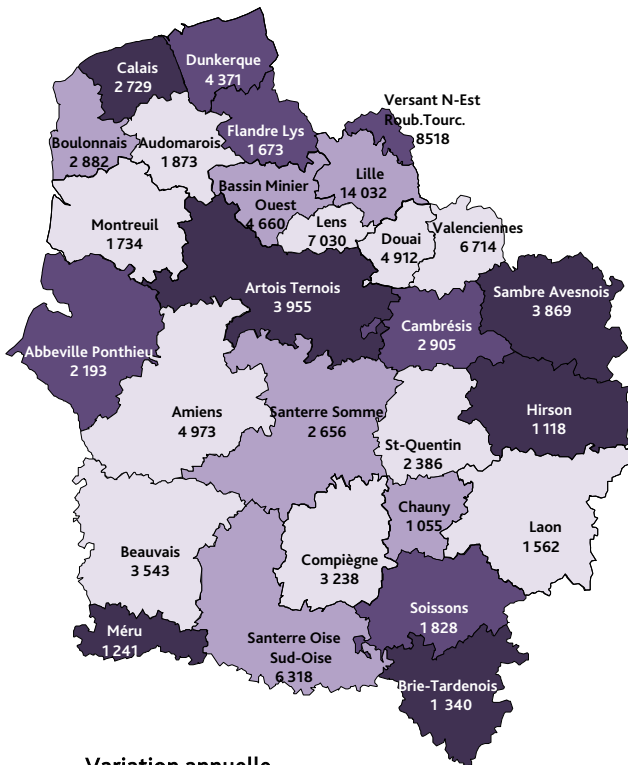 Dunkerque
4 371
Calais
2 729
Versant N-Est
Roub.Tourc.
8518
Flandre Lys
1 673
Boulonnais
2 882
Audomarois
1 873
Lille
14 032
Bassin Minier
Ouest
4 660
Montreuil
1 734
Lens
7 030
Douai
4 912
Valenciennes
6 714
Artois Ternois
3 955
Sambre Avesnois
3 869
Cambrésis
2 905
Abbeville Ponthieu
2 193
Amiens
4 973
Santerre Somme
2 656
Hirson
1 118
St-Quentin
2 386
Chauny
1 055
Laon
1 562
Beauvais
3 543
Compiègne
3 238
Soissons
1 828
Méru
1 241
Santerre Oise
Sud-Oise
6 318
Brie-Tardenois
1 340
Variation annuelle